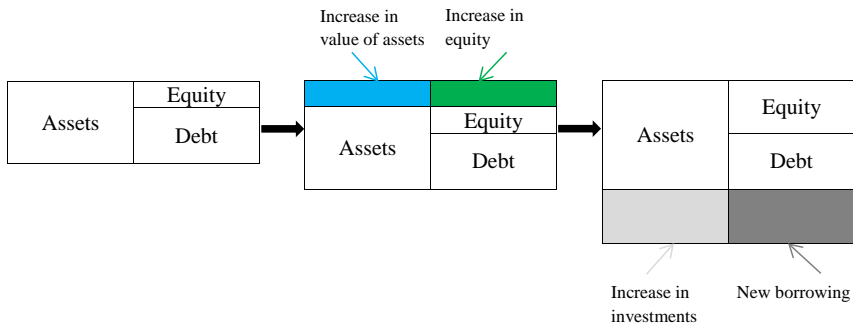 Increase in
value of assets
Increase in
equity
Assets
Equity
Debt
Assets
Equity
Debt
Assets
Equity
Debt
Increase in
investments
New borrowing